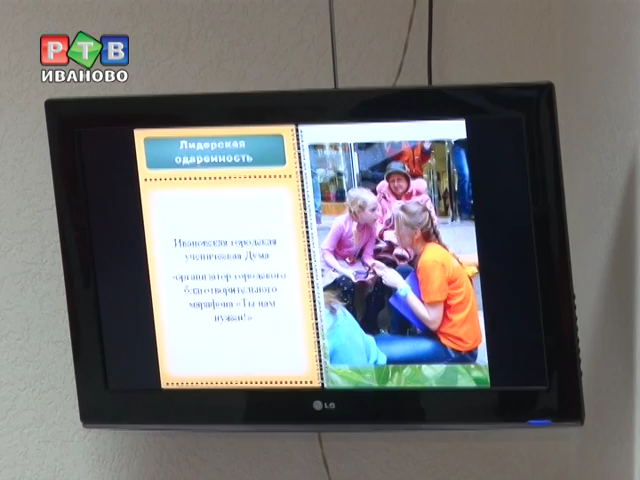 РТВ
ИВАНОВО
Лидерская
одаренность
Ивановская городская
ученическая Дума
-организатор городского
благотворительного
марафона «Ты нам
нужен!»
LG